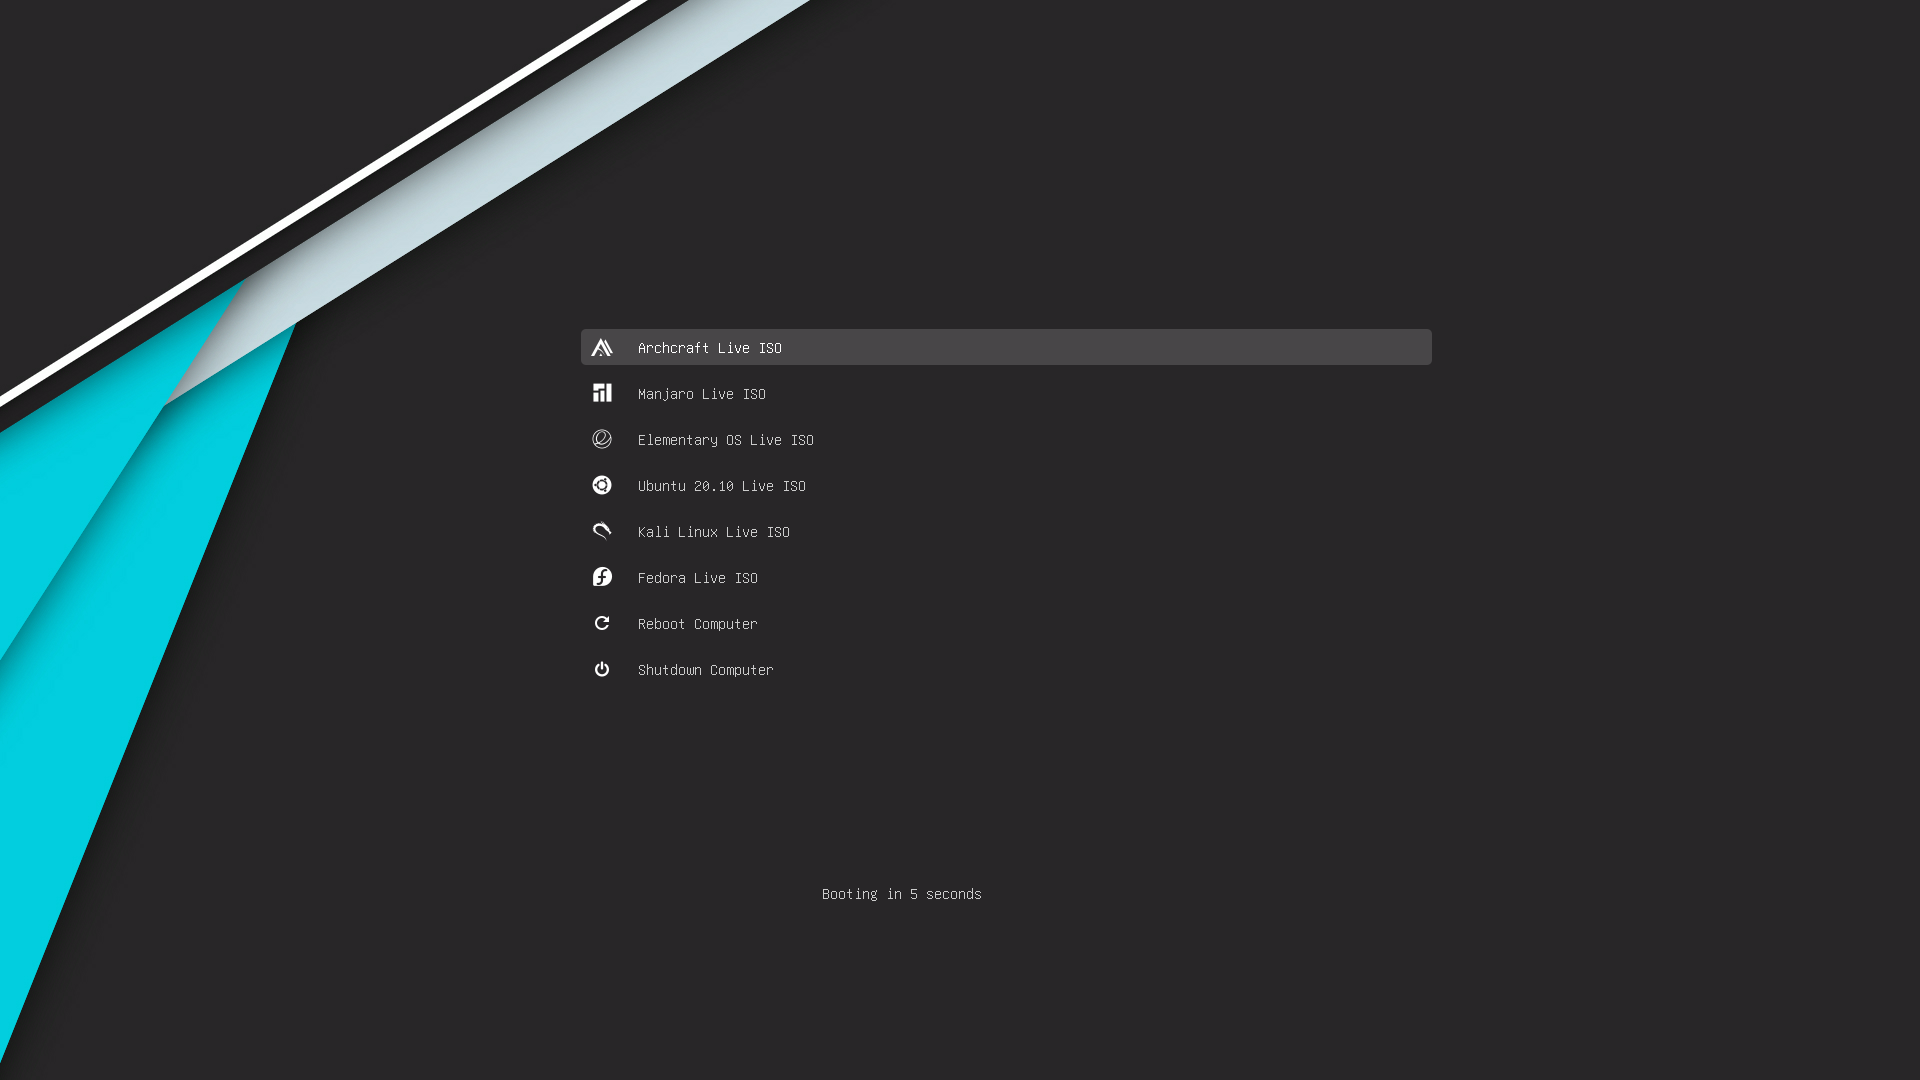 Archcraft Live ISO
Manjaro Live ISO
Elementary OS Live ISO
Ubuntu 20.10 Live ISO
Kali Linux Live ISO
Fedora Live ISO
Reboot Computer
Shutdown Computer
Booting in 5 seconds